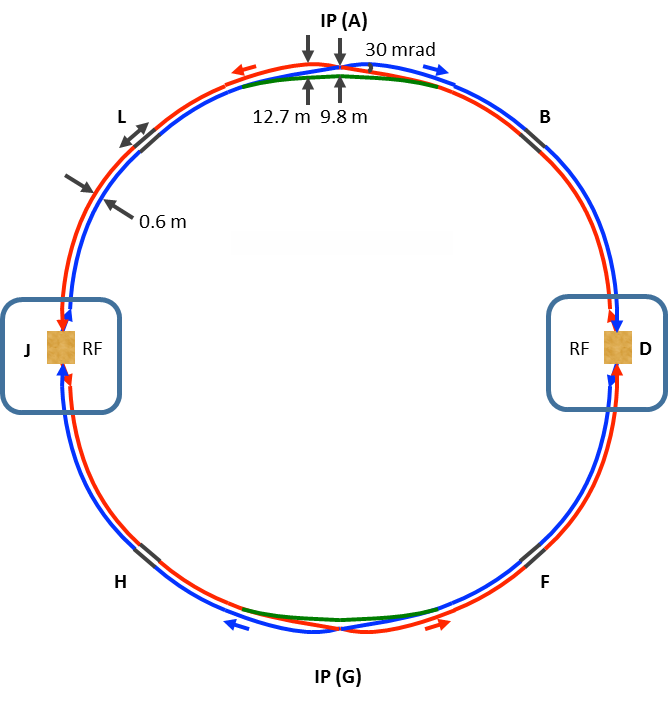 IP (A)
30 mrad
12.7 m 9.8 m
L
B
0.6 m
J RF
RF D
H
F
IP (G)